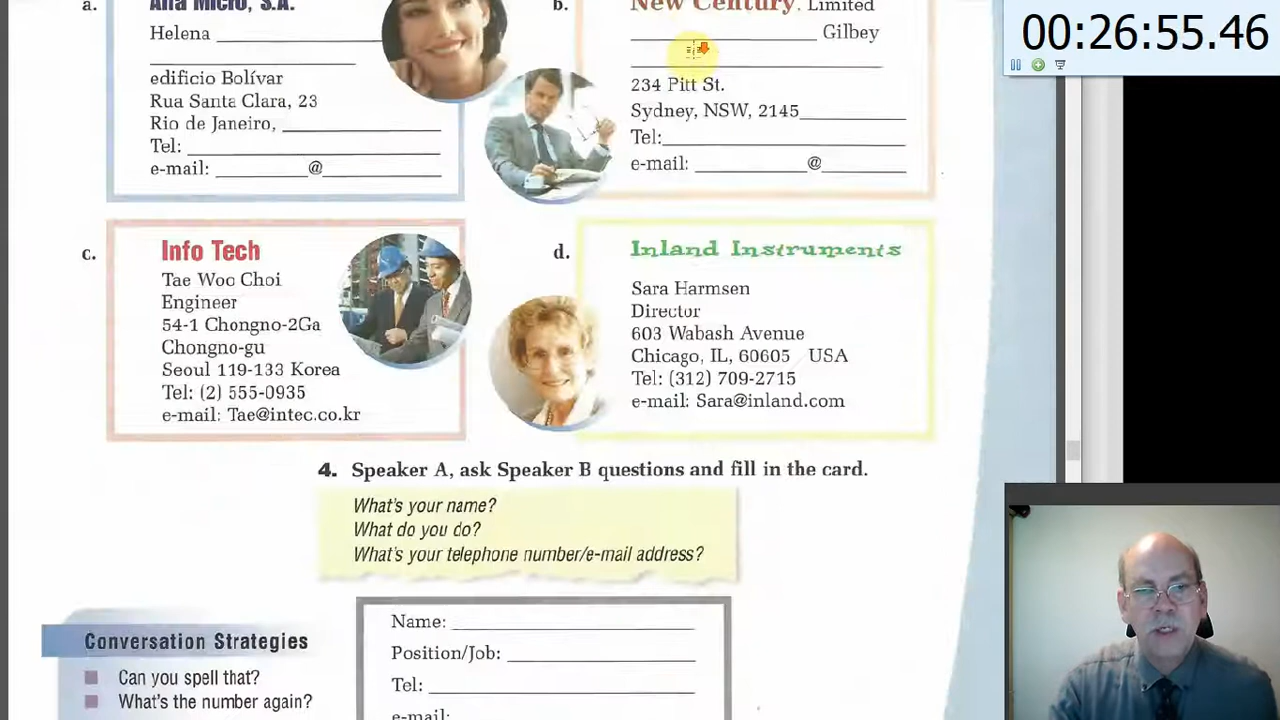 00:26:55.46
a.
Alfa Micro, S.A.
Helena
edificio Bolívar
Rua Santa Clara, 23
Rio de Janeiro,
Tel:
e-mail: @
b.
New Century, Limited
Gilbey
234 Pitt St.
Sydney, NSW, 2145
Tel:
e-mail: @
c.
Info Tech
Tae Woo Choi
Engineer
54-1 Chongno-2Ga
Chongno-gu
Seoul 119-133 Korea
Tel: (2) 555-0935
e-mail: Tae@intec.co.kr
d.
Inland Instruments
Sara Harmsen
Director
603 Wabash Avenue
Chicago, IL, 60605 USA
Tel: (312) 709-2715
e-mail: Sara@inland.com
4. Speaker A, ask Speaker B questions and fill in the card.
What's your name?
What do you do?
What's your telephone number/e-mail address?
Name:
Position/Job:
Tel:
e-mail:
Conversation Strategies
Can you spell that?
What's the number again?